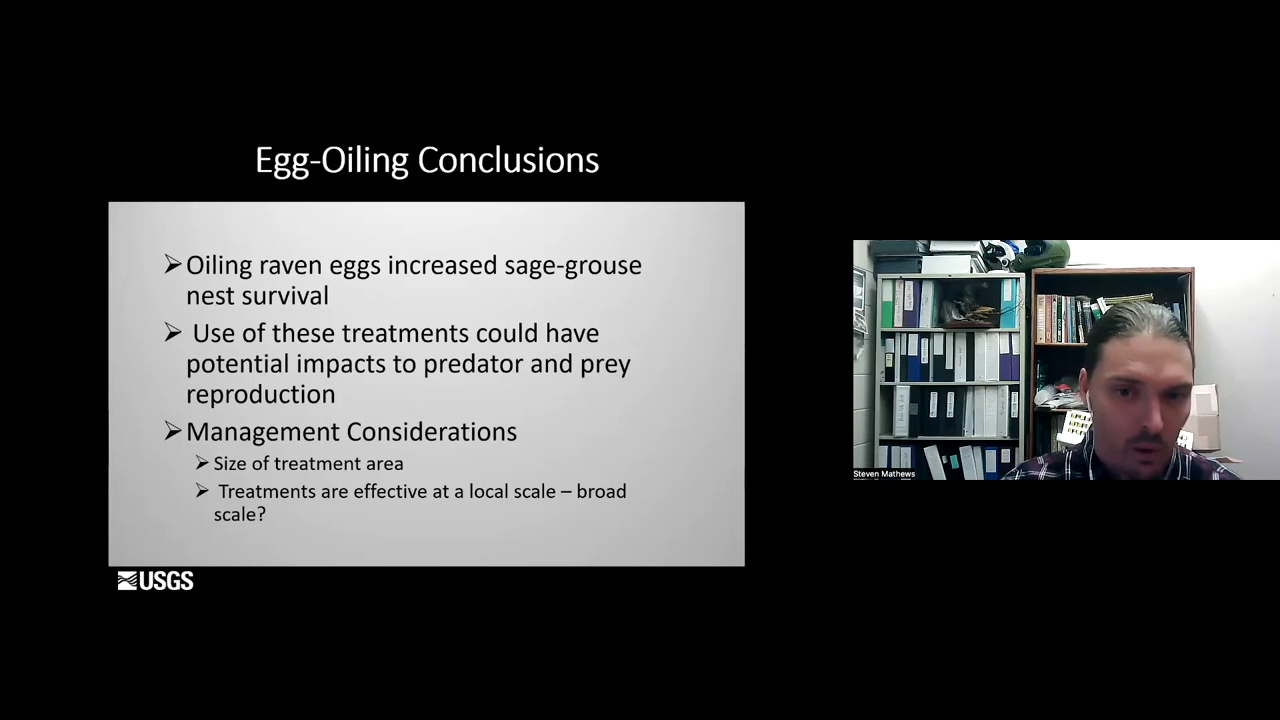 Egg-Oiling Conclusions
➢Oiling raven eggs increased sage-grouse
nest survival
➢ Use of these treatments could have
potential impacts to predator and prey
reproduction
➢Management Considerations
➢Size of treatment area
➢ Treatments are effective at a local scale – broad
scale?
USGS
Steven Mathews